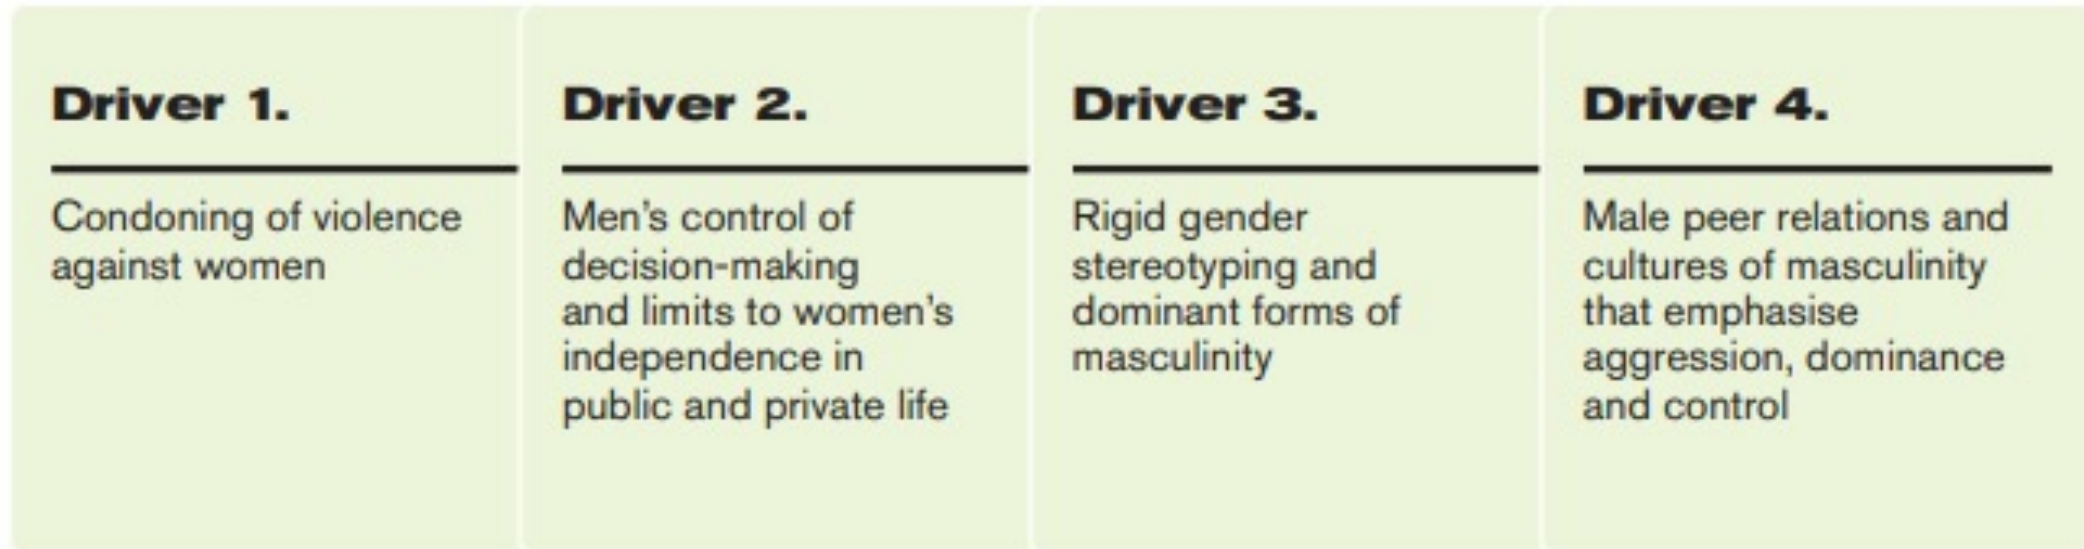 Driver 1.
Condoning of violence
against women
Driver 2.
Men's control of
decision-making
and limits to women's
independence in
public and private life
Driver 3.
Rigid gender
stereotyping and
dominant forms of
masculinity
Driver 4.
Male peer relations and
cultures of masculinity
that emphasise
aggression, dominance
and control